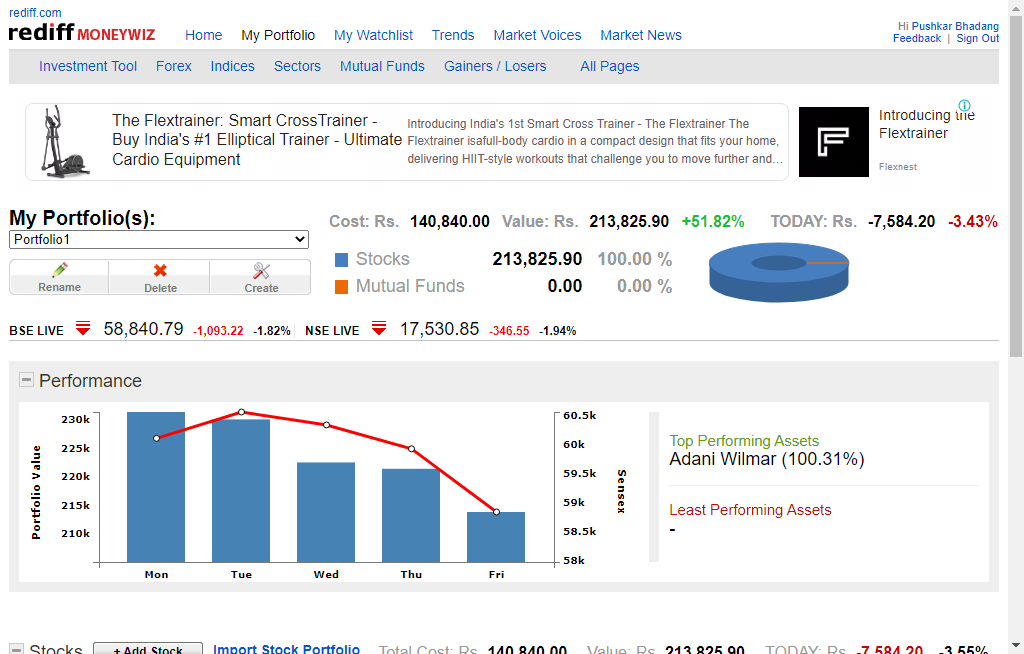 rediff.com
rediff MONEYWIZ
Home My Portfolio My Watchlist Trends Market Voices Market News
Hi Pushkar Bhadang
Feedback | Sign Out
Investment Tool Forex Indices Sectors Mutual Funds Gainers / Losers All Pages
The Flextrainer: Smart CrossTrainer -
Buy India's #1 Elliptical Trainer - Ultimate
Cardio Equipment
Introducing India's 1st Smart Cross Trainer - The Flextrainer The
Flextrainer isafull-body cardio in a compact design that fits your home,
delivering HIIT-style workouts that challenge you to move further and...
Introducing the
Flextrainer
Flexnest
My Portfolio(s):
Portfolio1
Rename Delete Create
Cost: Rs. 140,840.00 Value: Rs. 213,825.90 +51.82% TODAY: Rs. -7,584.20 -3.43%
Stocks 213,825.90 100.00 %
Mutual Funds 0.00 0.00 %
BSE LIVE 58,840.79 -1,093.22 -1.82% NSE LIVE 17,530.85 -346.55 -1.94%
Performance
Portfolio Value
230k
225k
220k
215k
210k
Mon Tue Wed Thu Fri
60.5k
60k
59.5k
59k
58.5k
58k
Sensex
Top Performing Assets
Adani Wilmar (100.31%)
Least Performing Assets
-
Stocks + Add Stock Import Stock Portfolio Total Cost: Rs. 140,840.00 Value: Rs. 213,825.90 TODAY: Rs. -7,584.20 -3.55%